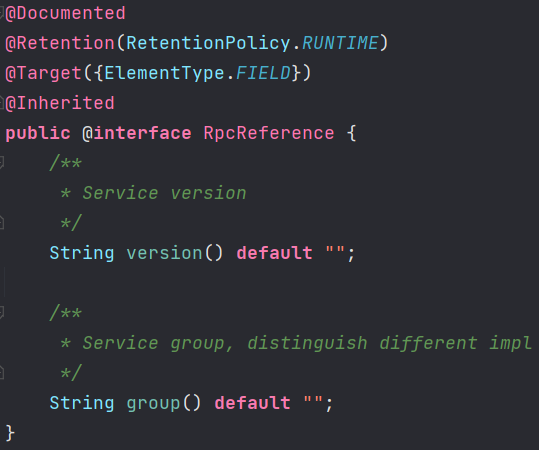 @Documented
@Retention(RetentionPolicy.RUNTIME)
@Target({ElementType.FIELD})
@Inherited
public @interface RpcReference {
    /**
     * Service version
     */
    String version() default "";
    /**
     * Service group, distinguish different impl
     */
    String group() default "";
}